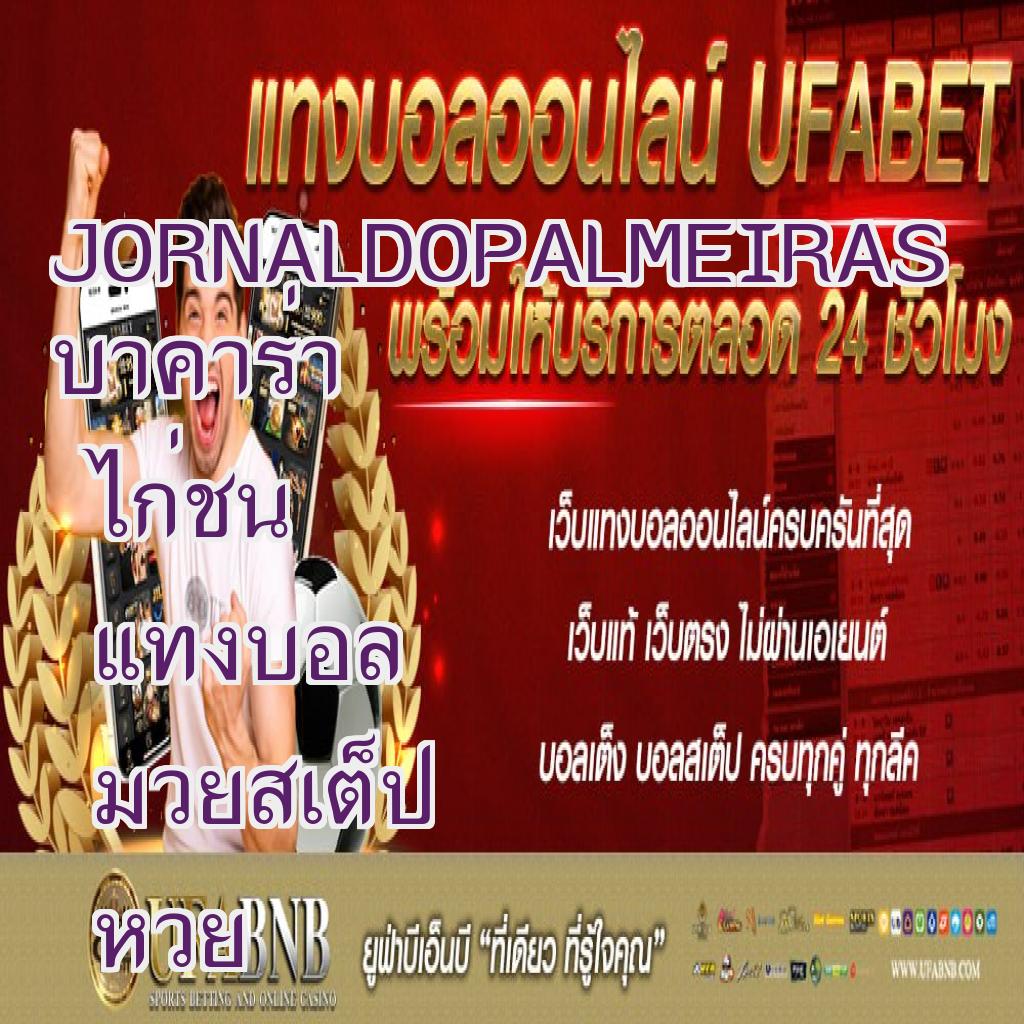 แทงบอลออนไลน์ UFABET
JORNALDOPALMEIRAS
พร้อมให้บริการตลอด 24 ชั่วโมง
บาคาร่า
ไก่ชน
เว็บแทงบอลออนไลน์ครบครันที่สุด
แทงบอล
เว็บแท้ เว็บตรง ไม่ผ่านเอเยนต์
มวยสเต็ป
บอลเต็ง บอลสเต็ป ครบทุกคู่ ทุกลีค
หวย
UFABNB
SPORTS BETTING AND ONLINE CASINO
ยูฟ่าบีเอ็นบี “ที่เดียว ที่รู้ใจคุณ”
WWW.UFABNB.COM